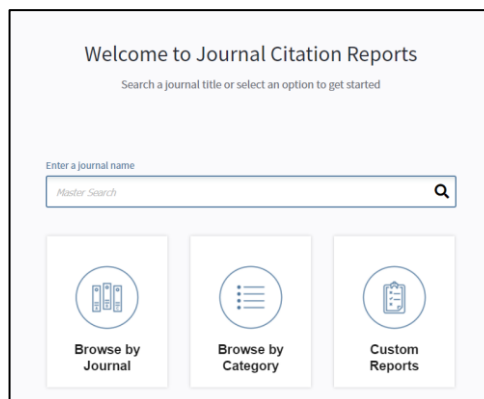 Welcome to Journal Citation Reports
Search a journal title or select an option to get started
Enter a journal name
Master Search
Browse by
Journal
Browse by
Category
Custom
Reports